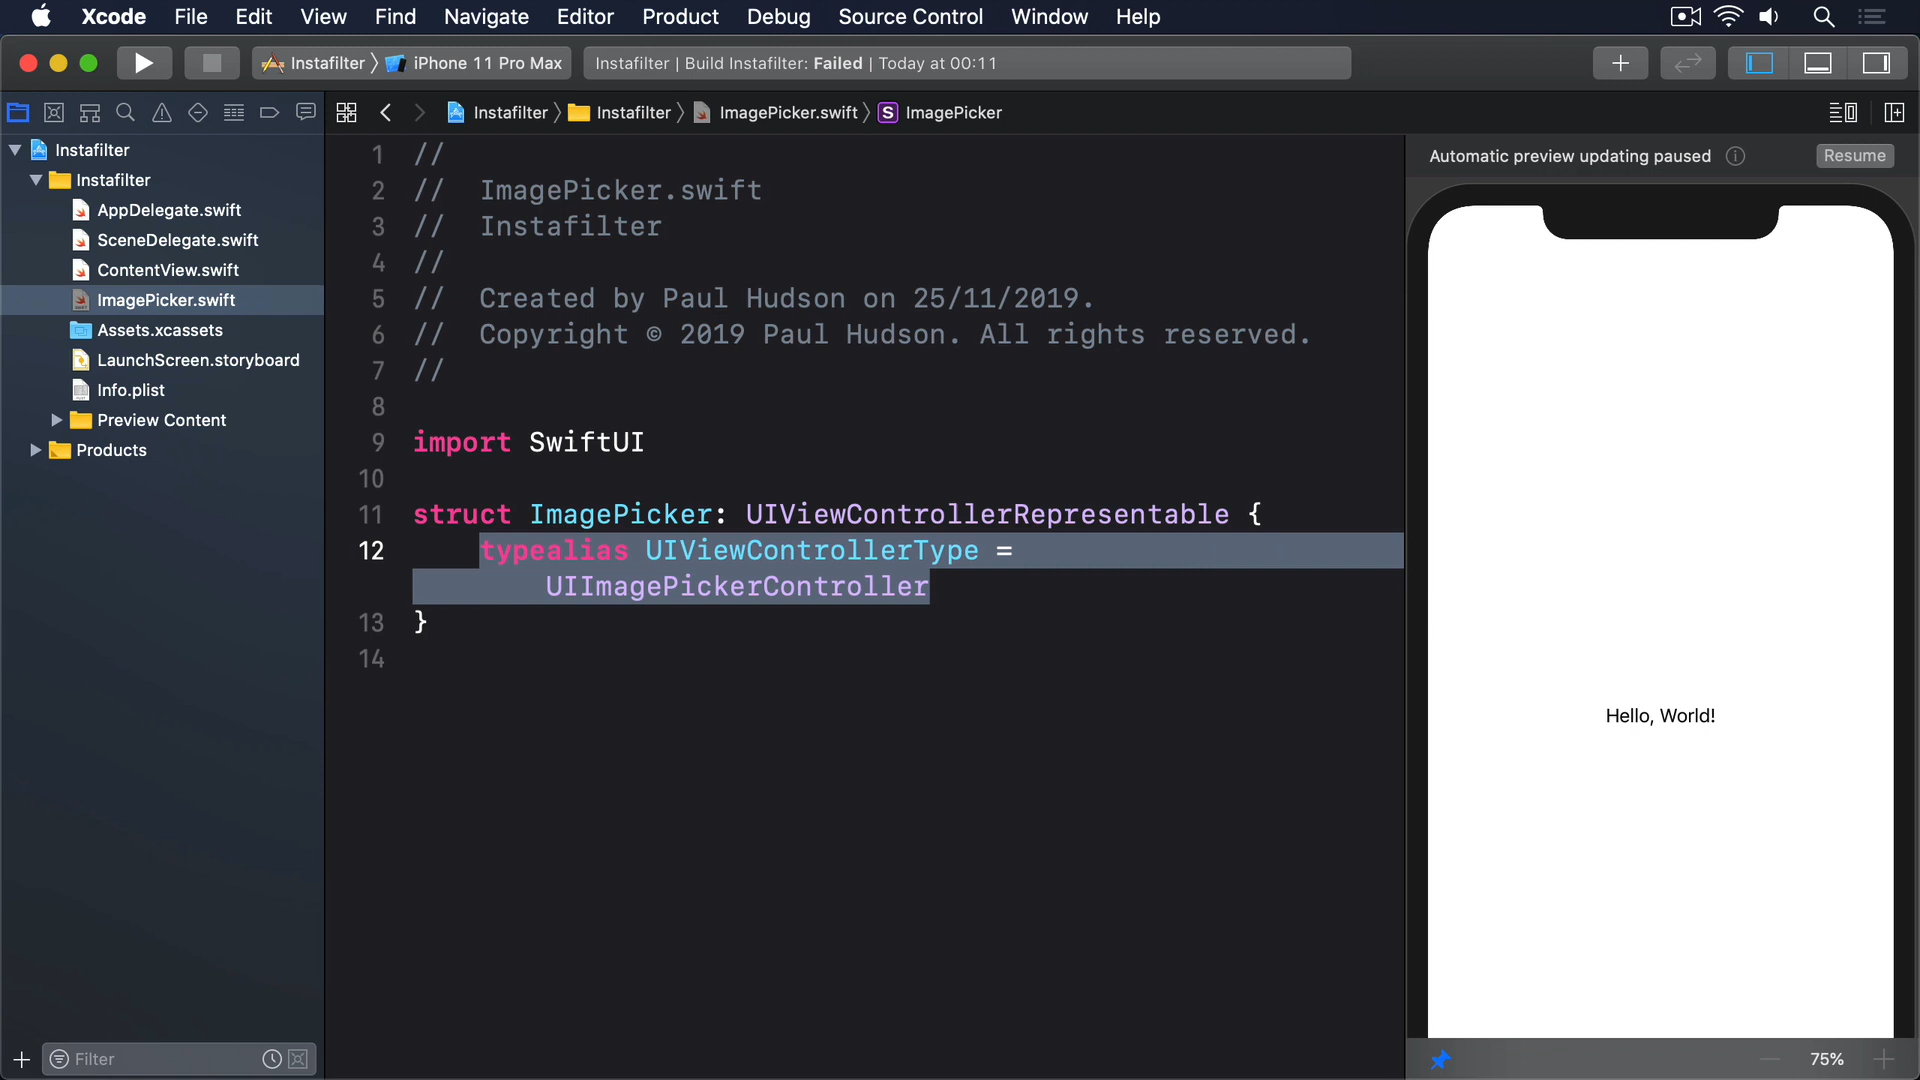 Xcode File Edit View Find Navigate Editor Product Debug Source Control Window Help
Instafilter iPhone 11 Pro Max Instafilter | Build Instafilter: Failed | Today at 00:11
Instafilter Instafilter ImagePicker.swift S ImagePicker
Instafilter
Instafilter
AppDelegate.swift
SceneDelegate.swift
ContentView.swift
ImagePicker.swift
Assets.xcassets
LaunchScreen.storyboard
Info.plist
Preview Content
Products
Filter
1 //
2 // ImagePicker.swift
3 // Instafilter
4 //
5 // Created by Paul Hudson on 25/11/2019.
6 // Copyright © 2019 Paul Hudson. All rights reserved.
7 //
8
9 import SwiftUI
10
11 struct ImagePicker: UIViewControllerRepresentable {
12 typealias UIViewControllerType =
UIImagePickerController
13 }
14
Automatic preview updating paused Resume
Hello, World!
75%